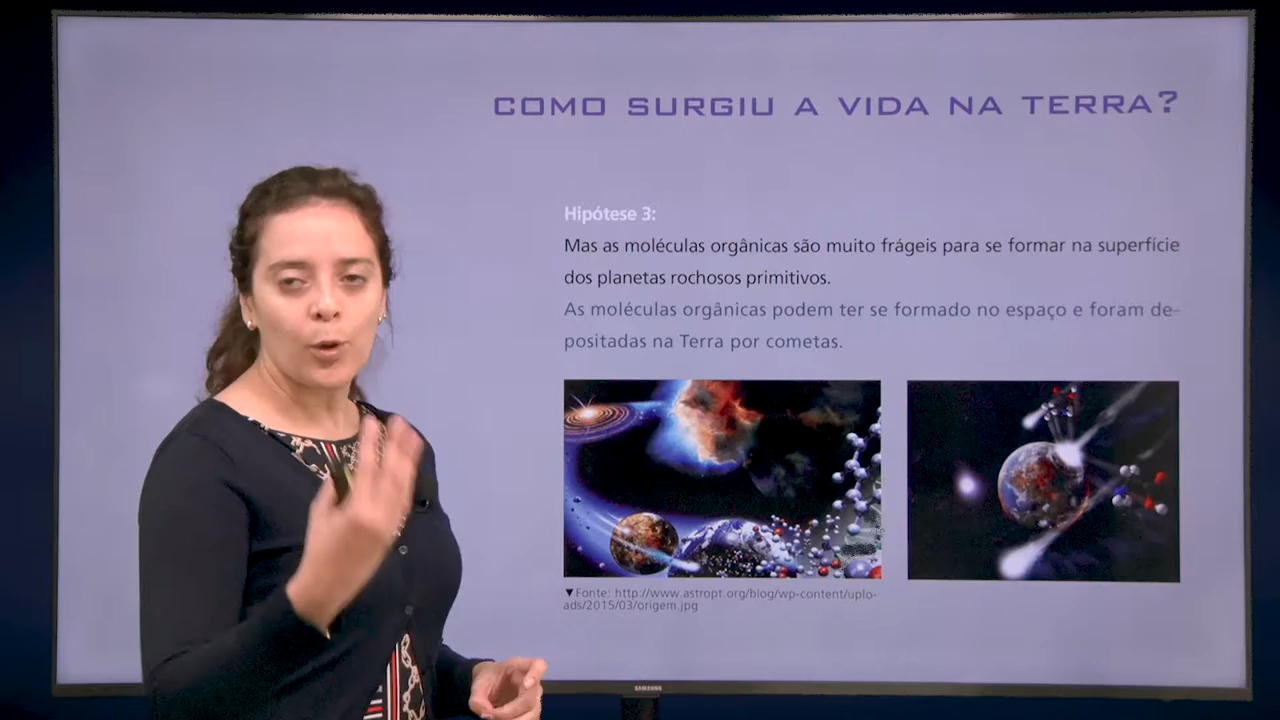 COMO SURGIU A VIDA NA TERRA?
Hipótese 3:
Mas as moléculas orgânicas são muito frágeis para se formar na superfície
dos planetas rochosos primitivos.
As moléculas orgânicas podem ter se formado no espaço e foram de-
positadas na Terra por cometas.
▼Fonte: http://www.astropt.org/blog/wp-content/uplo-
ads/2015/03/origem.jpg
SAMSUNG